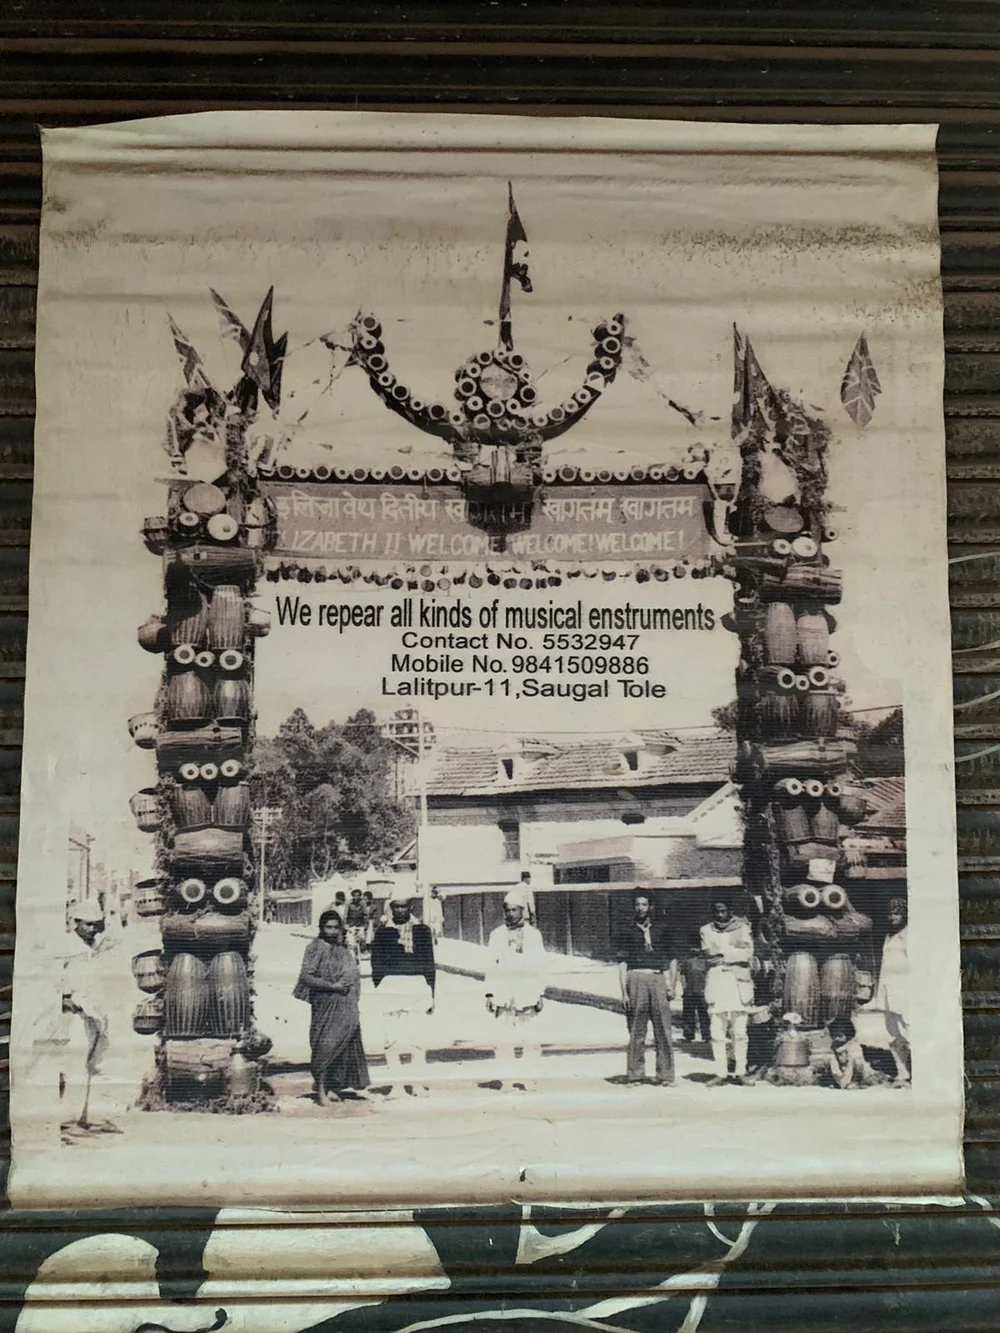 इलिजावेथ द्वितीय स्वागतम् स्वागतम् स्वागतम
LIZABETH II WELCOME! WELCOME! WELCOME!
We repear all kinds of musical enstruments
Contact No. 5532947
Mobile No. 9841509886
Lalitpur-11,Saugal Tole